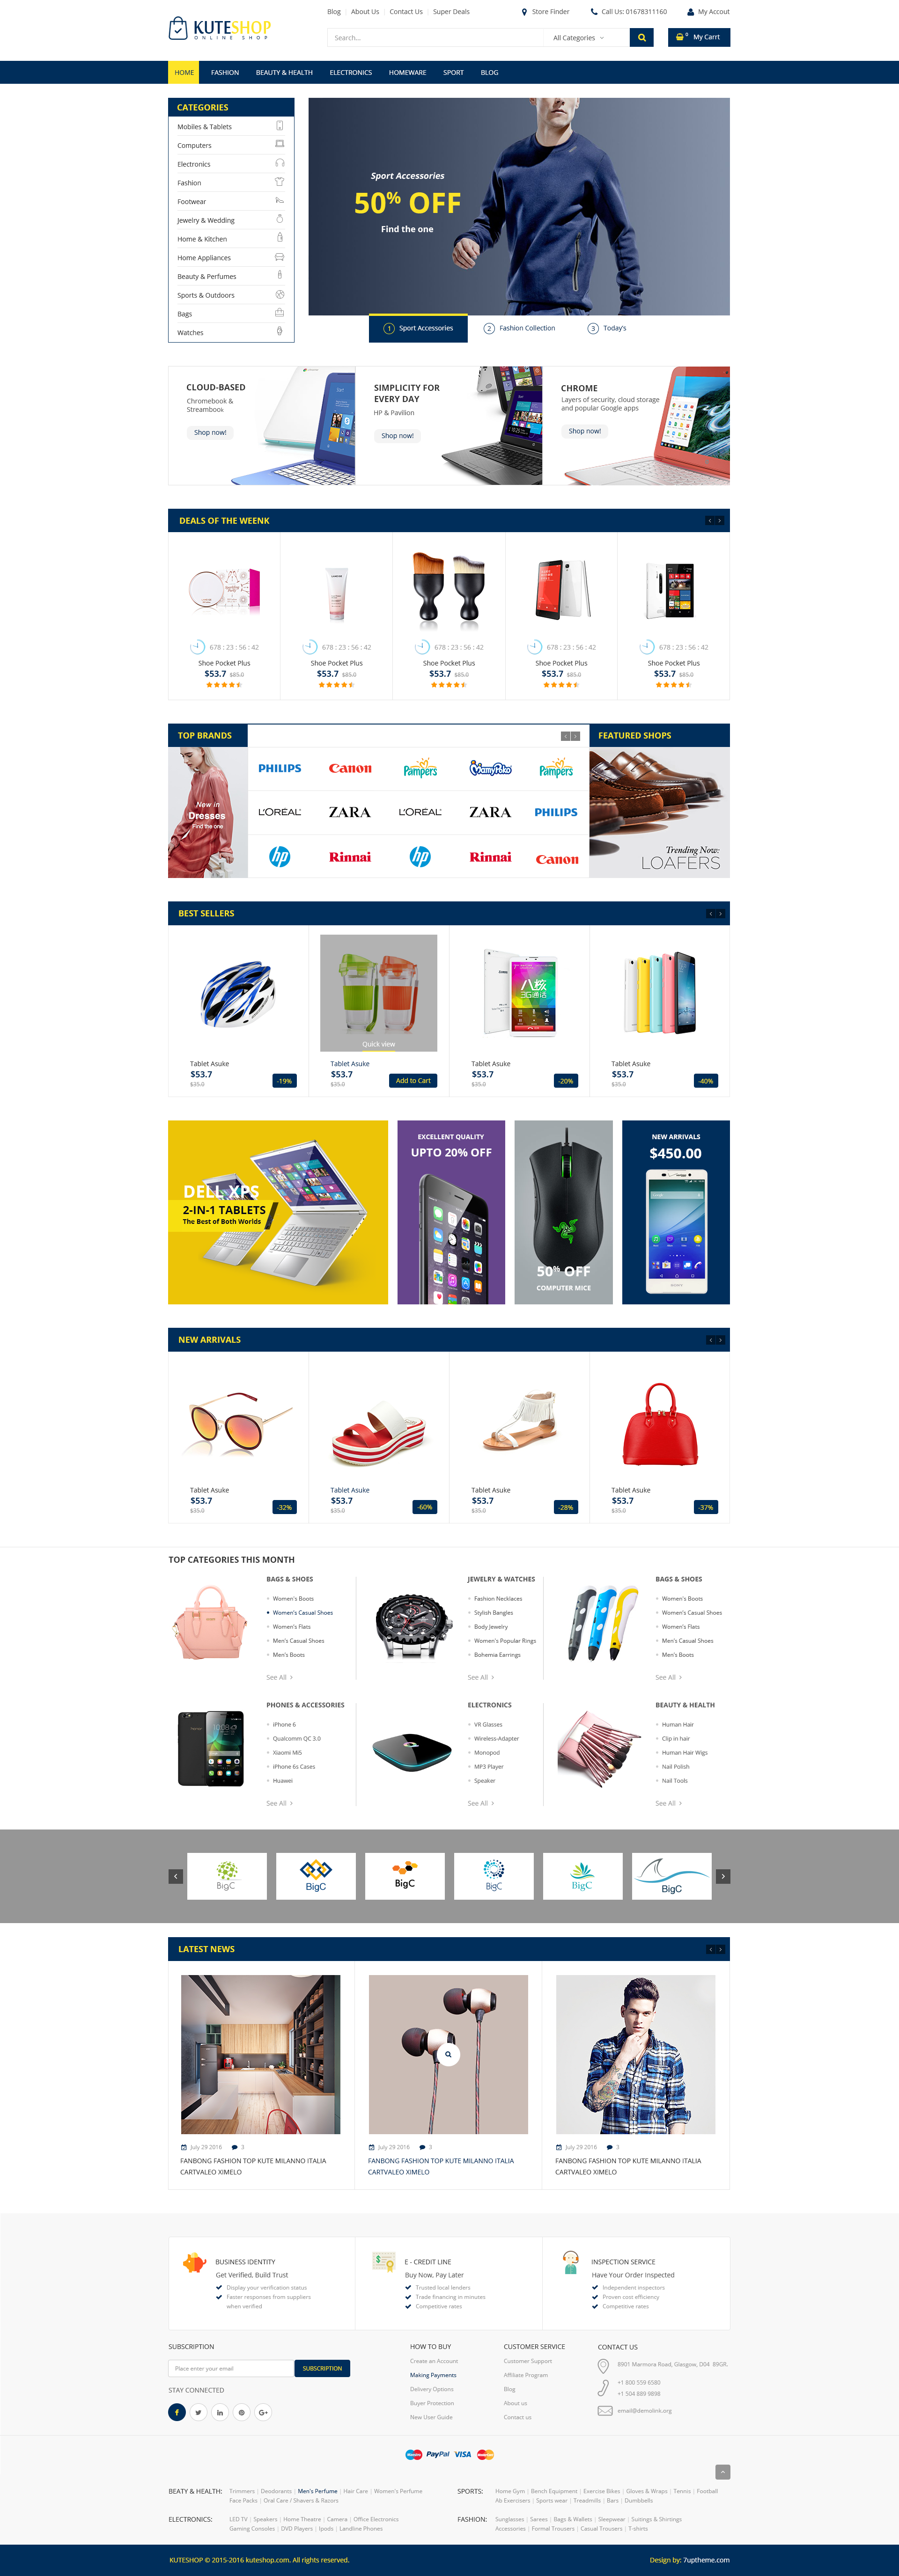 Blog | About Us | Contact Us | Super Deals
Store Finder
Call Us: 01678311160
My Accout
KUTESHOP
ONLINE SHOP
Search...
All Categories
0 My Carrt
HOME FASHION BEAUTY & HEALTH ELECTRONICS HOMEWARE SPORT BLOG
CATEGORIES
Mobiles & Tablets
Computers
Electronics
Fashion
Footwear
Jewelry & Wedding
Home & Kitchen
Home Appliances
Beauty & Perfumes
Sports & Outdoors
Bags
Watches
Sport Accessories
50% OFF
Find the one
1 Sport Accessories
2 Fashion Collection
3 Today's
CLOUD-BASED
Chromebook &
Streambook
Shop now!
SIMPLICITY FOR
EVERY DAY
HP & Pavilion
Shop now!
CHROME
Layers of security, cloud storage
and popular Google apps
Shop now!
DEALS OF THE WEENK
678 : 23 : 56 : 42
Shoe Pocket Plus
$53.7 $85.0
678 : 23 : 56 : 42
Shoe Pocket Plus
$53.7 $85.0
678 : 23 : 56 : 42
Shoe Pocket Plus
$53.7 $85.0
678 : 23 : 56 : 42
Shoe Pocket Plus
$53.7 $85.0
678 : 23 : 56 : 42
Shoe Pocket Plus
$53.7 $85.0
TOP BRANDS
New in
Dresses
Find the one
PHILIPS Canon Pampers MamyPoko Pampers
L'ORÉAL ZARA L'ORÉAL ZARA PHILIPS
hp Rinnai hp Rinnai Canon
FEATURED SHOPS
Trending Now:
LOAFERS
BEST SELLERS
Tablet Asuke
$53.7
$35.0
-19%
Quick view
Tablet Asuke
$53.7
$35.0
Add to Cart
八核
3G通话
Tablet Asuke
$53.7
$35.0
-20%
Tablet Asuke
$53.7
$35.0
-40%
DELL XPS
2-IN-1 TABLETS
The Best of Both Worlds
EXCELLENT QUALITY
UPTO 20% OFF
50% OFF
COMPUTER MICE
NEW ARRIVALS
$450.00
SONY
NEW ARRIVALS
Tablet Asuke
$53.7
$35.0
-32%
Tablet Asuke
$53.7
$35.0
-60%
Tablet Asuke
$53.7
$35.0
-28%
Tablet Asuke
$53.7
$35.0
-37%
TOP CATEGORIES THIS MONTH
BAGS & SHOES
Women's Boots
Women's Casual Shoes
Women's Flats
Men's Casual Shoes
Men's Boots
See All
JEWELRY & WATCHES
Fashion Necklaces
Stylish Bangles
Body Jewelry
Women's Popular Rings
Bohemia Earrings
See All
BAGS & SHOES
Women's Boots
Women's Casual Shoes
Women's Flats
Men's Casual Shoes
Men's Boots
See All
PHONES & ACCESSORIES
iPhone 6
Qualcomm QC 3.0
Xiaomi Mi5
iPhone 6s Cases
Huawei
See All
ELECTRONICS
VR Glasses
Wireless-Adapter
Monopod
MP3 Player
Speaker
See All
BEAUTY & HEALTH
Human Hair
Clip in hair
Human Hair Wigs
Nail Polish
Nail Tools
See All
BigC
BigC
BigC
BigC
BigC
BigC
LATEST NEWS
July 29 2016 3
FANBONG FASHION TOP KUTE MILANNO ITALIA
CARTVALEO XIMELO
July 29 2016 3
FANBONG FASHION TOP KUTE MILANNO ITALIA
CARTVALEO XIMELO
July 29 2016 3
FANBONG FASHION TOP KUTE MILANNO ITALIA
CARTVALEO XIMELO
BUSINESS IDENTITY
Get Verified, Build Trust
Display your verification status
Faster responses from suppliers
when verified
E - CREDIT LINE
Buy Now, Pay Later
Trusted local lenders
Trade financing in minutes
Competitive rates
INSPECTION SERVICE
Have Your Order Inspected
Independent inspectors
Proven cost efficiency
Competitive rates
SUBSCRIPTION
Place enter your email
SUBSCRIPTION
STAY CONNECTED
HOW TO BUY
Create an Account
Making Payments
Delivery Options
Buyer Protection
New User Guide
CUSTOMER SERVICE
Customer Support
Affiliate Program
Blog
About us
Contact us
CONTACT US
8901 Marmora Road, Glasgow, D04 89GR.
+1 800 559 6580
+1 504 889 9898
email@demolink.org
PayPal VISA
BEATY & HEALTH: Trimmers | Deodorants | Men's Perfume | Hair Care | Women's Perfume
Face Packs | Oral Care / Shavers & Razors
SPORTS: Home Gym | Bench Equipment | Exercise Bikes | Gloves & Wraps | Tennis | Football
Ab Exercisers | Sports wear | Treadmills | Bars | Dumbbells
ELECTRONICS: LED TV | Speakers | Home Theatre | Camera | Office Electronics
Gaming Consoles | DVD Players | Ipods | Landline Phones
FASHION: Sunglasses | Sarees | Bags & Wallets | Sleepwear | Suitings & Shirtings
Accessories | Formal Trousers | Casual Trousers | T-shirts
KUTESHOP © 2015-2016 kuteshop.com. All rights reserved.
Design by: 7uptheme.com